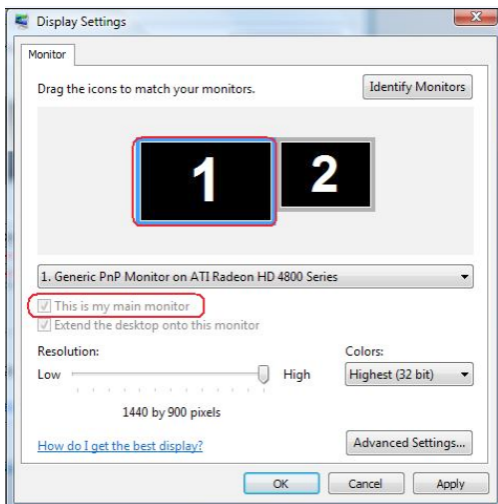 Display Settings
Monitor
Drag the icons to match your monitors.
Identify Monitors
1
2
1. Generic PnP Monitor on ATI Radeon HD 4800 Series
This is my main monitor
Extend the desktop onto this monitor
Resolution:
Colors:
Low
High
Highest (32 bit)
1440 by 900 pixels
How do I get the best display?
Advanced Settings...
OK
Cancel
Apply